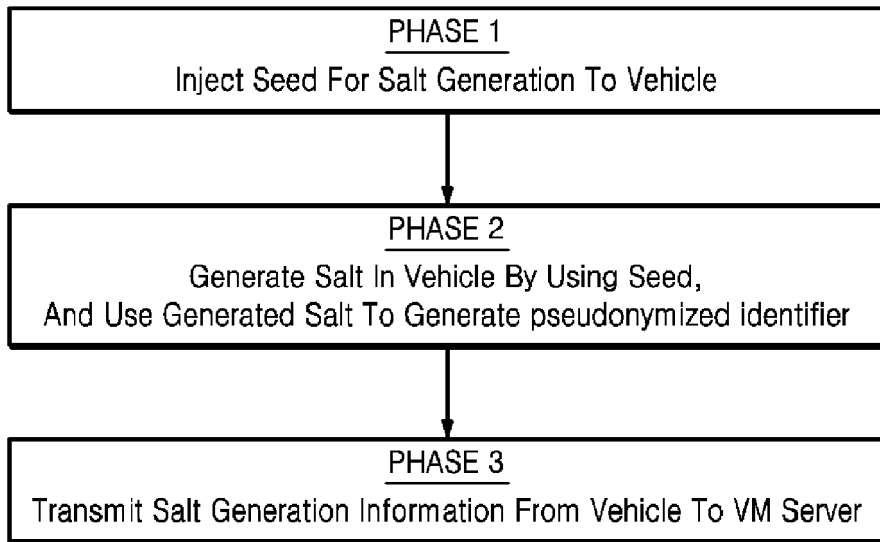 PHASE 1
Inject Seed For Salt Generation To Vehicle
PHASE 2
Generate Salt In Vehicle By Using Seed,
And Use Generated Salt To Generate pseudonymized identifier
PHASE 3
Transmit Salt Generation Information From Vehicle To VM Server